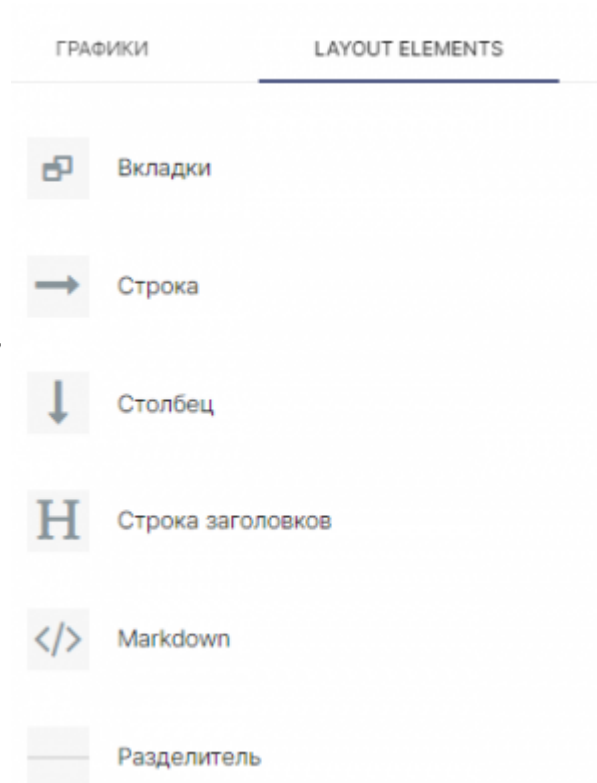 ГРАФИКИ LAYOUT ELEMENTS
Вкладки
Строка
Столбец
H Строка заголовков
</> Markdown
Разделитель